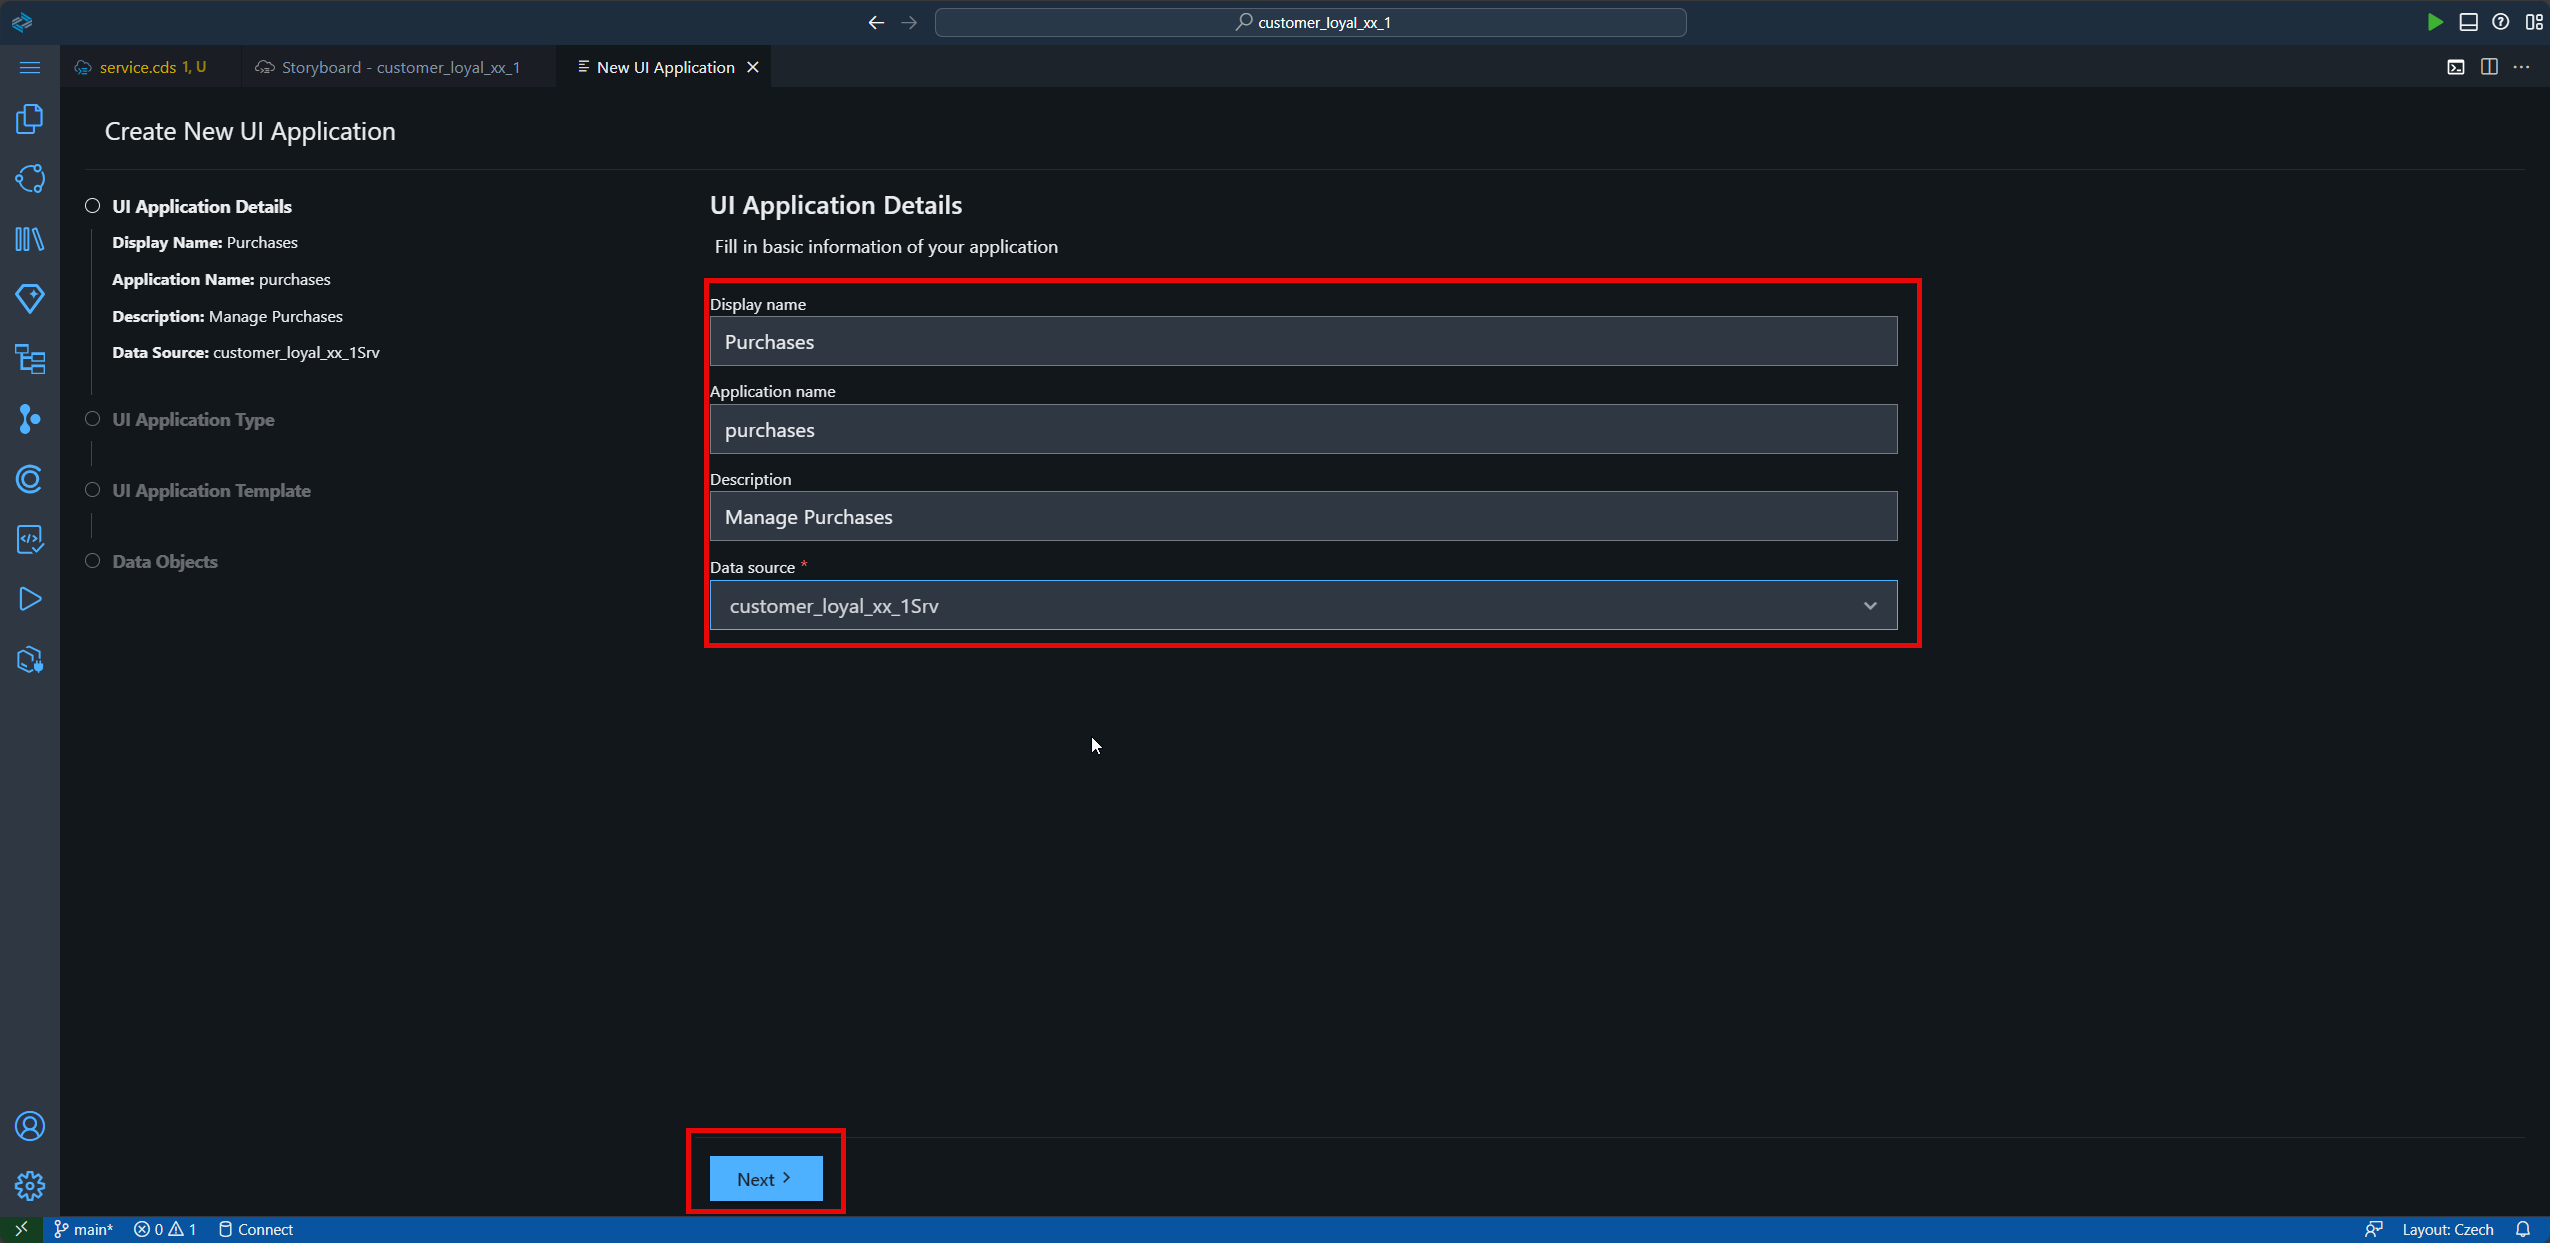 customer_loyal_xx_1
service.cds 1, U
Storyboard - customer_loyal_xx_1
New UI Application
Create New UI Application
UI Application Details
Display Name: Purchases
Application Name: purchases
Description: Manage Purchases
Data Source: customer_loyal_xx_1Srv
UI Application Type
UI Application Template
Data Objects
UI Application Details
Fill in basic information of your application
Display name
Purchases
Application name
purchases
Description
Manage Purchases
Data source *
customer_loyal_xx_1Srv
Next
main*
0
1
Connect
Layout: Czech